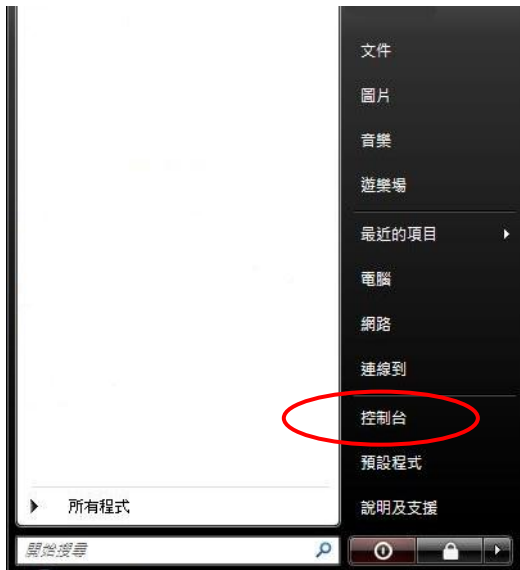 文件
圖片
音樂
遊樂場
最近的項目
電腦
網路
連線到
控制台
預設程式
說明及支援
所有程式
開始搜尋